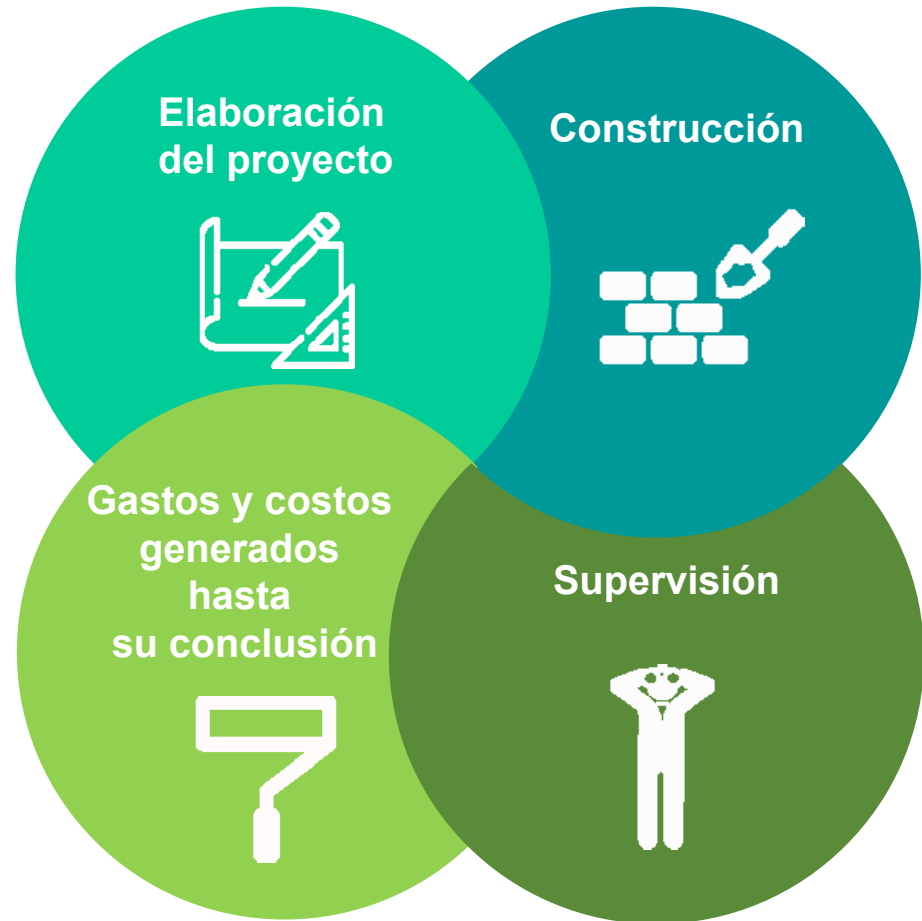 Elaboración
del proyecto
Construcción
Gastos y costos
generados
hasta
su conclusión
Supervisión